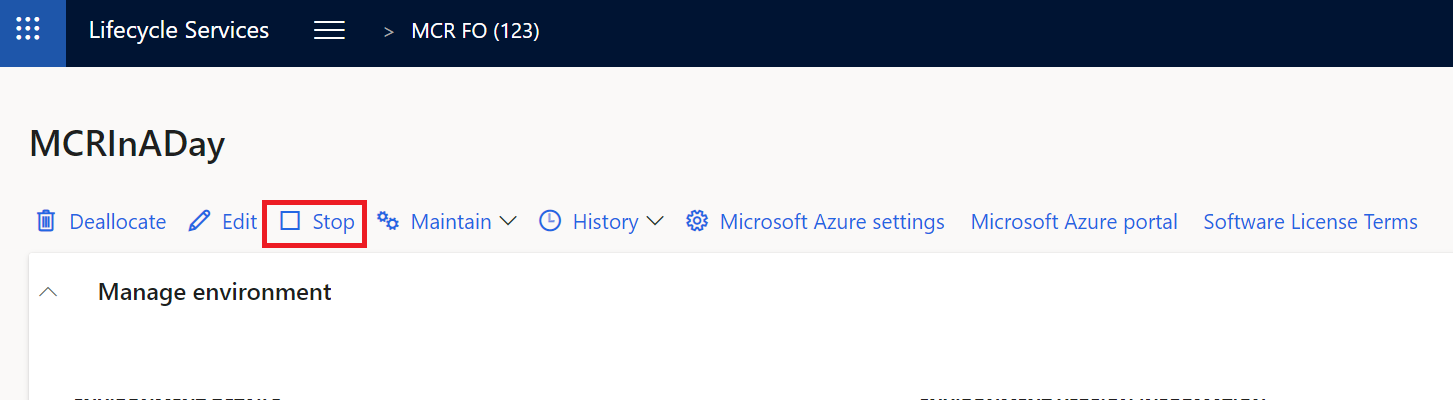 Lifecycle Services > MCR FO (123)
MCRInADay
Deallocate Edit Stop Maintain History Microsoft Azure settings Microsoft Azure portal Software License Terms
Manage environment